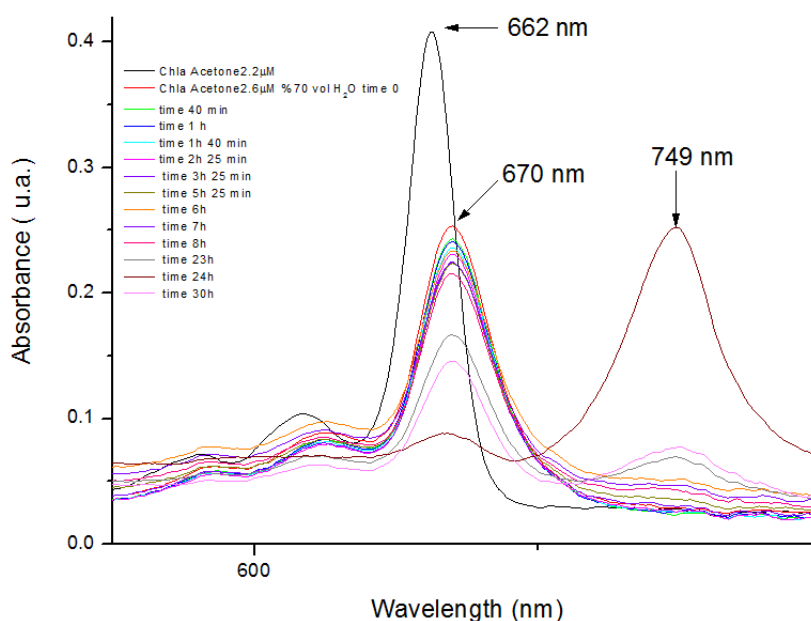 662 nm
670 nm
749 nm
Chla Acetone2.2µM
Chla Acetone2.6µM %70 vol H₂O time 0
time 40 min
time 1 h
time 1h 40 min
time 2h 25 min
time 3h 25 min
time 5h 25 min
time 6h
time 7h
time 8h
time 23h
time 24h
time 30h
Absorbance ( u.a.)
0.4
0.3
0.2
0.1
0.0
600
Wavelength (nm)